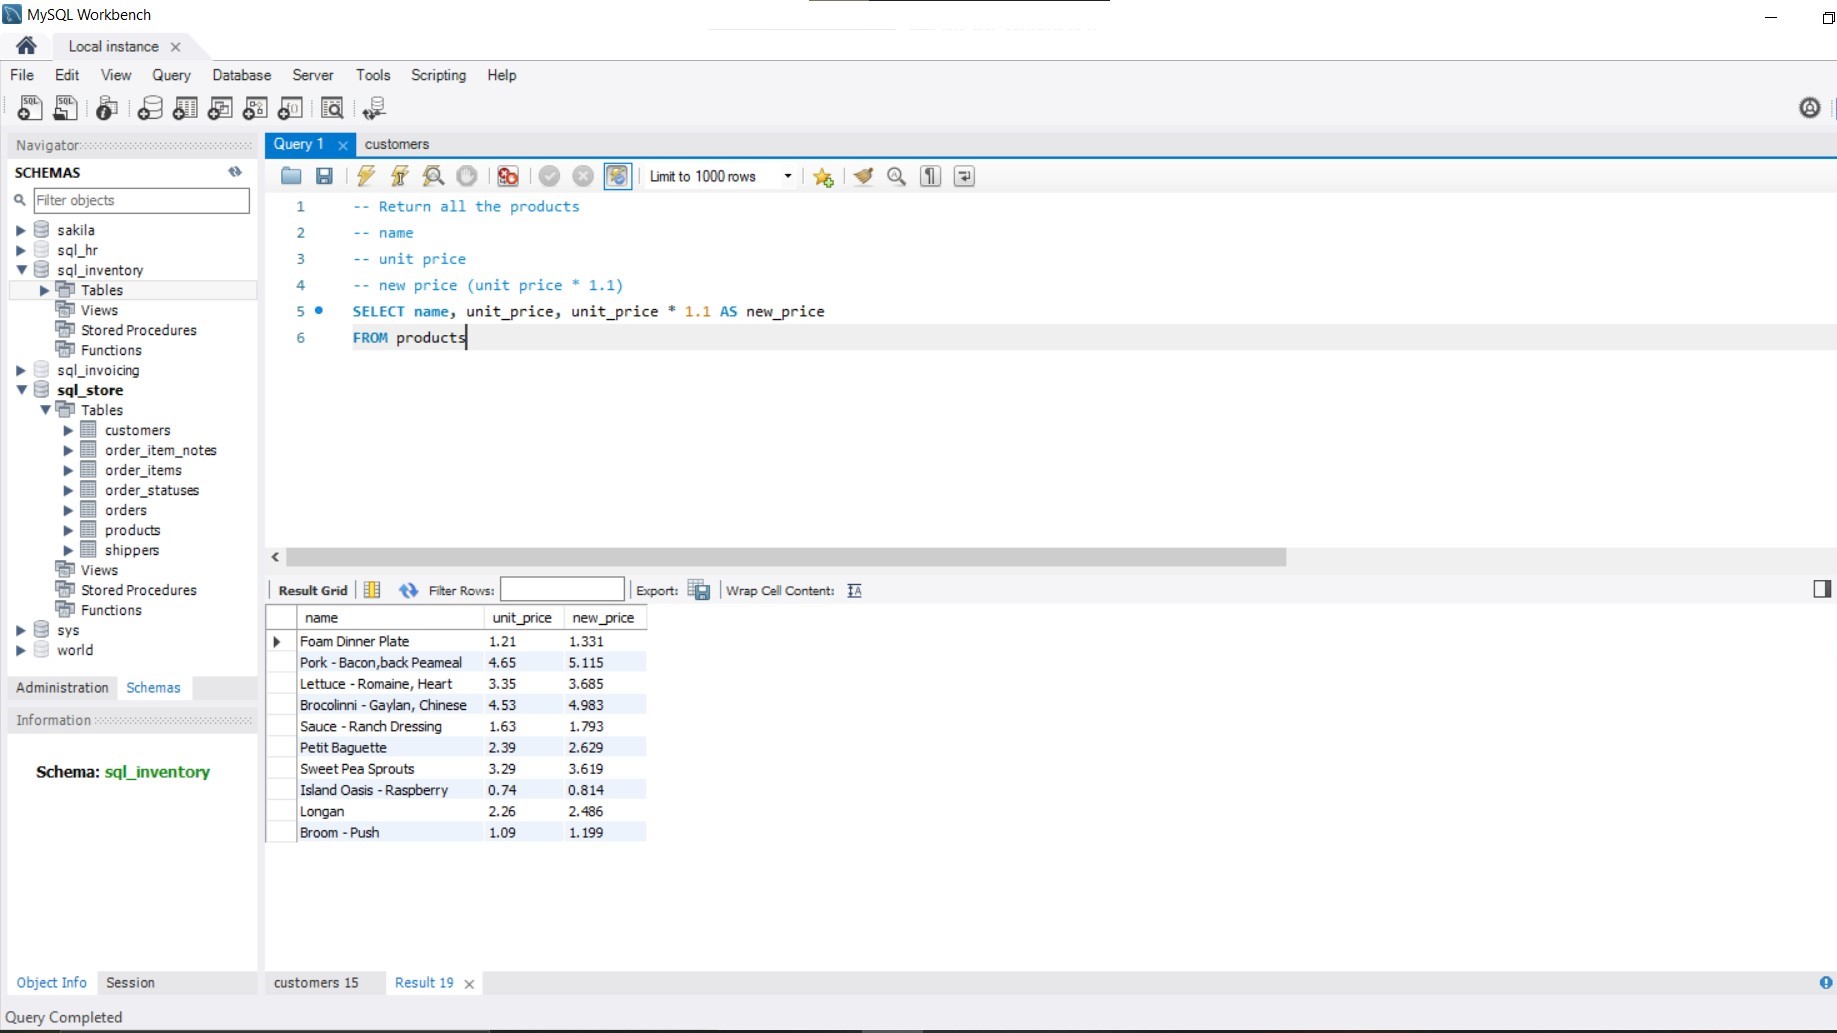 MySQL Workbench
Local instance
File Edit View Query Database Server Tools Scripting Help
Navigator
SCHEMAS
Filter objects
sakila
sql_hr
sql_inventory
Tables
Views
Stored Procedures
Functions
sql_invoicing
sql_store
Tables
customers
order_item_notes
order_items
order_statuses
orders
products
shippers
Views
Stored Procedures
Functions
sys
world
Administration Schemas
Information
Schema: sql_inventory
Object Info Session
Query 1 customers
Limit to 1000 rows
1 -- Return all the products
2 -- name
3 -- unit price
4 -- new price (unit price * 1.1)
5 SELECT name, unit_price, unit_price * 1.1 AS new_price
6 FROM products
Result Grid Filter Rows: Export: Wrap Cell Content:
name unit_price new_price
Foam Dinner Plate 1.21 1.331
Pork - Bacon,back Peameal 4.65 5.115
Lettuce - Romaine, Heart 3.35 3.685
Brocolinni - Gaylan, Chinese 4.53 4.983
Sauce - Ranch Dressing 1.63 1.793
Petit Baguette 2.39 2.629
Sweet Pea Sprouts 3.29 3.619
Island Oasis - Raspberry 0.74 0.814
Longan 2.26 2.486
Broom - Push 1.09 1.199
customers 15 Result 19
Query Completed